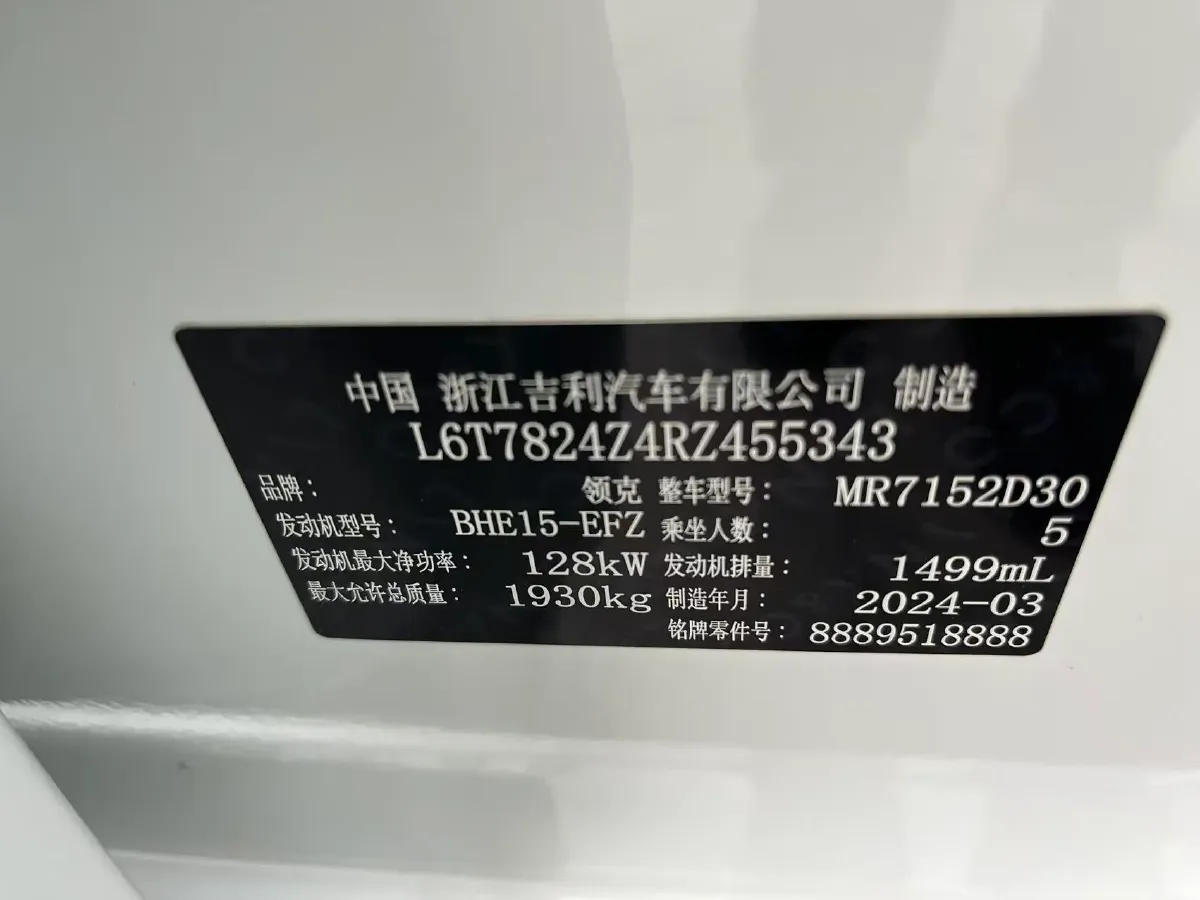 中国 浙江吉利汽车有限公司 制造
L6T7824Z4RZ455343
品牌： 领克 整车型号： MR7152D30
发动机型号： BHE15-EFZ 乘坐人数： 5
发动机最大净功率： 128kW 发动机排量： 1499mL
最大允许总质量： 1930kg 制造年月： 2024-03
铭牌零件号： 8889518888